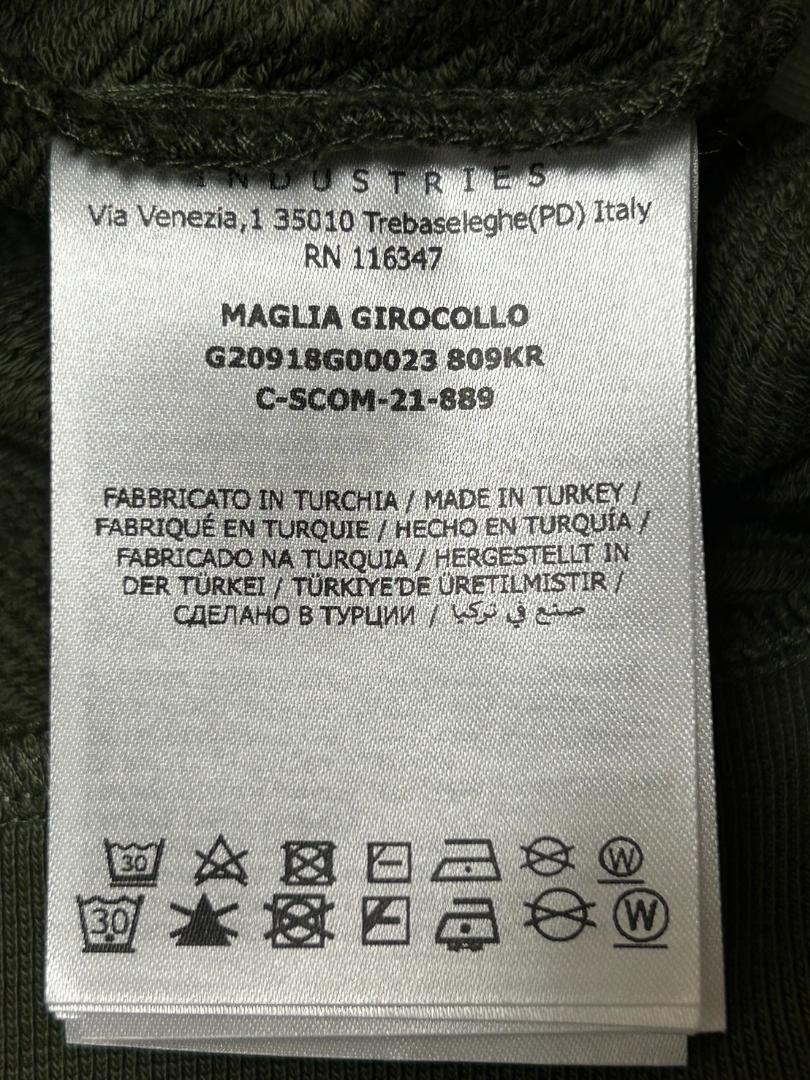 INDUSTRIES
Via Venezia,1 35010 Trebaseleghe(PD) Italy
RN 116347
MAGLIA GIROCOLLO
G20918G00023 809KR
C-SCOM-21-889
FABBRICATO IN TURCHIA / MADE IN TURKEY /
FABRIQUÉ EN TURQUIE / HECHO EN TURQUÍA /
FABRICADO NA TURQUIA / HERGESTELLT IN
DER TÜRKEI / TÜRKIYE'DE ÜRETILMISTIR /
СДЕЛАНО В ТУРЦИИ / صنع في تركيا
30 W
30 W